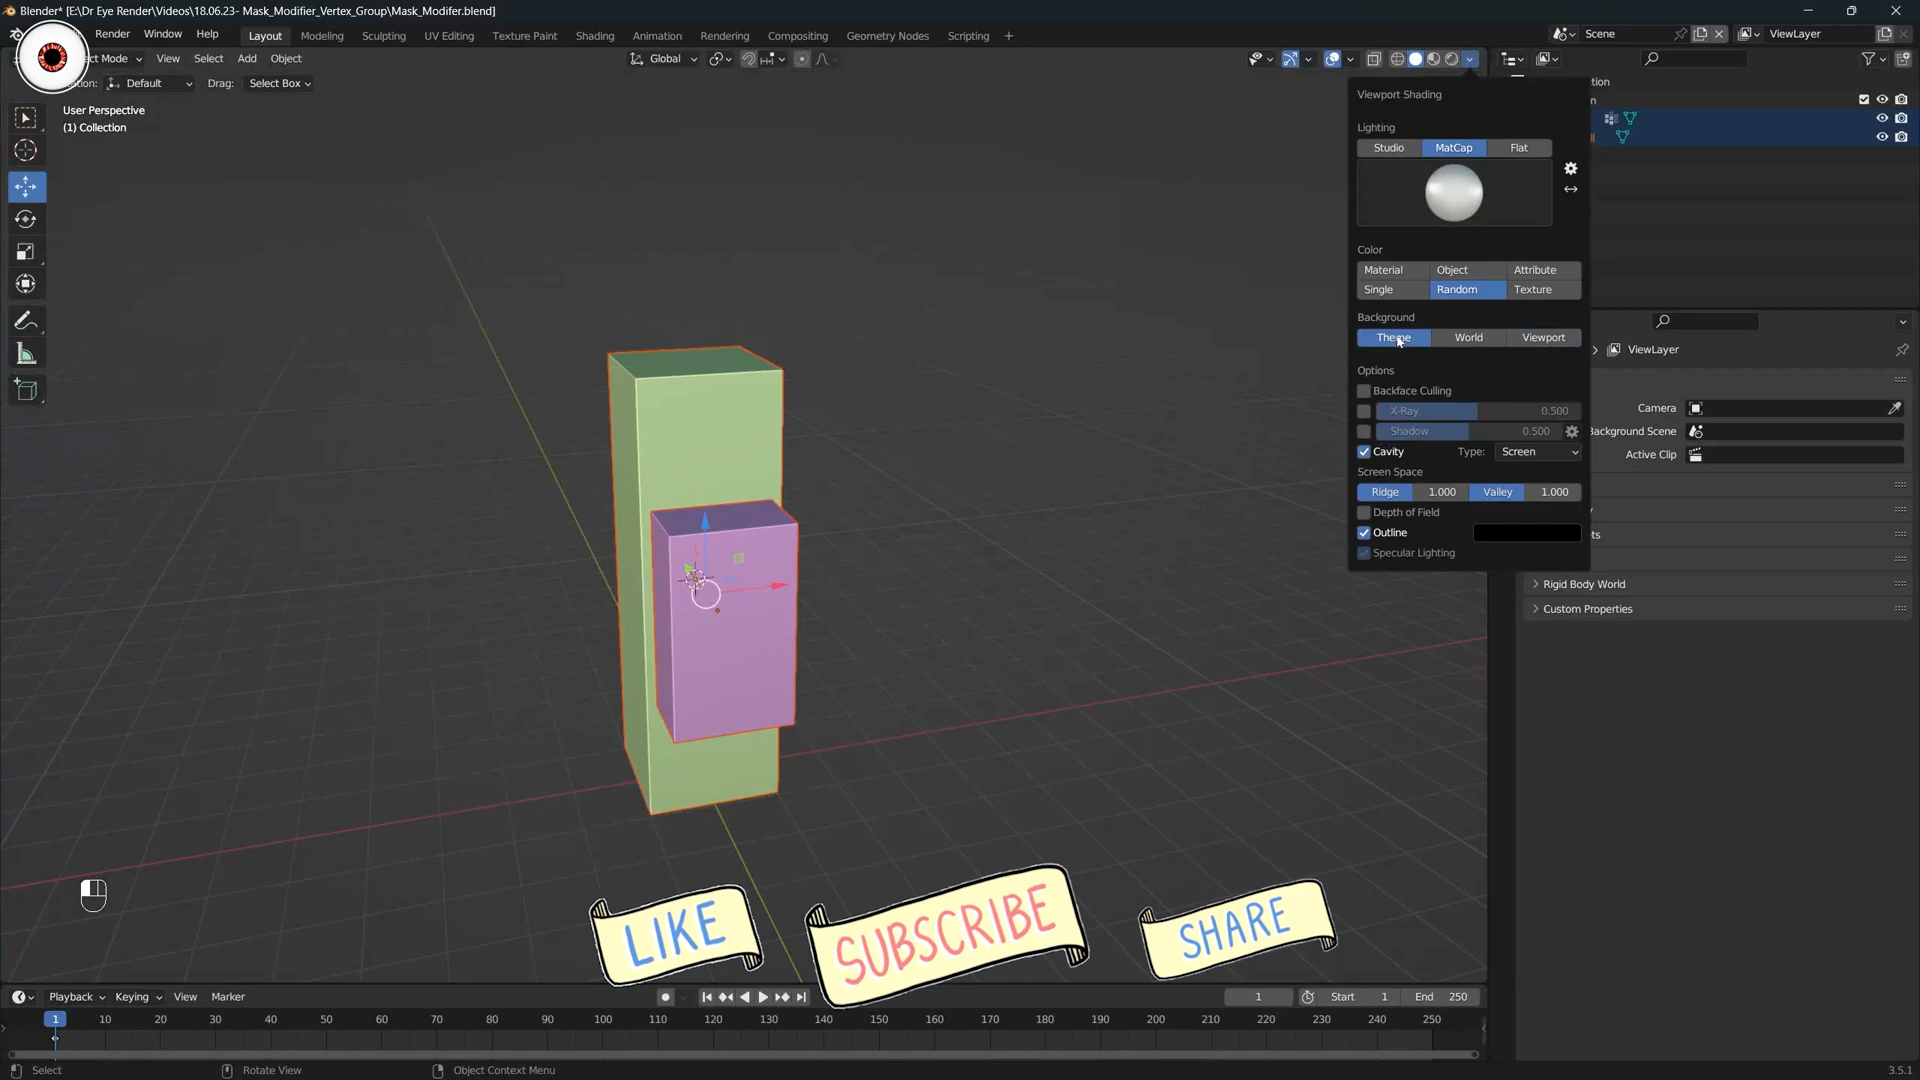 Blender* [E:\Dr Eye Render\Videos\18.06.23- Mask_Modifier_Vertex_Group\Mask_Modifer.blend]
Render Window Help Layout Modeling Sculpting UV Editing Texture Paint Shading Animation Rendering Compositing Geometry Nodes Scripting Scene ViewLayer
ct Mode View Select Add Object Global
tion: Default Drag: Select Box
User Perspective
(1) Collection
Viewport Shading
Lighting
Studio MatCap Flat
Color
Material Object Attribute
Single Random Texture
Background
Theme World Viewport
Options
Backface Culling
X-Ray 0.500
Shadow 0.500
Cavity Type: Screen
Screen Space
Ridge 1.000 Valley 1.000
Depth of Field
Outline
Specular Lighting
tion
n
ViewLayer
Camera
Background Scene
Active Clip
y
ts
Rigid Body World
Custom Properties
LIKE
SUBSCRIBE
SHARE
Playback Keying View Marker 1 Start 1 End 250
1 10 20 30 40 50 60 70 80 90 100 110 120 130 140 150 160 170 180 190 200 210 220 230 240 250
Select Rotate View Object Context Menu 3.5.1